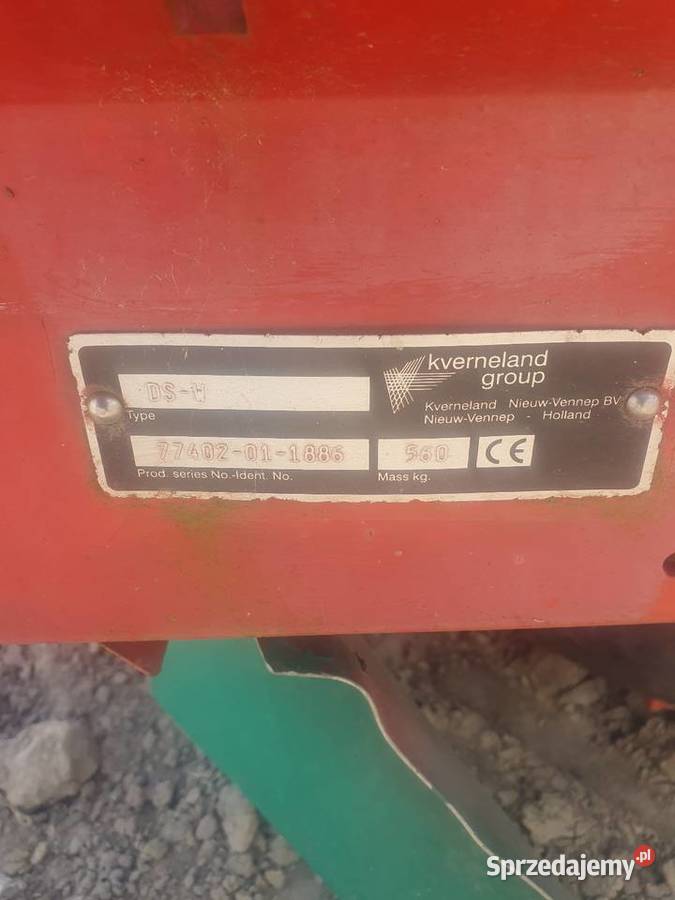 kverneland
group
DS-W
Type
Kverneland Nieuw-Vennep BV
Nieuw-Vennep - Holland
77402-01-1886
560
CE
Prod. series No.-Ident. No.
Mass kg.
Sprzedajemy.pl